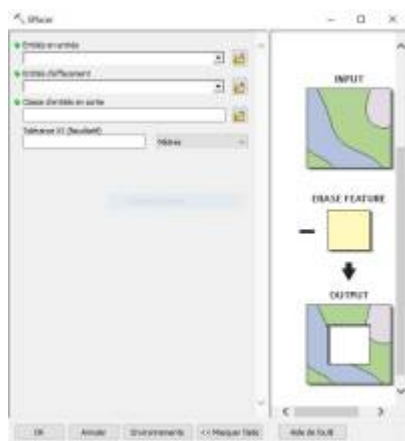 Effacer
Entités en entrée
Entités d'effacement
Classe d'entités en sortie
Tolérance XY (facultatif)
Mètres
INPUT
ERASE FEATURE
OUTPUT
OK
Annuler
Environnements
<< Masquer l'aide
Aide de l'outil